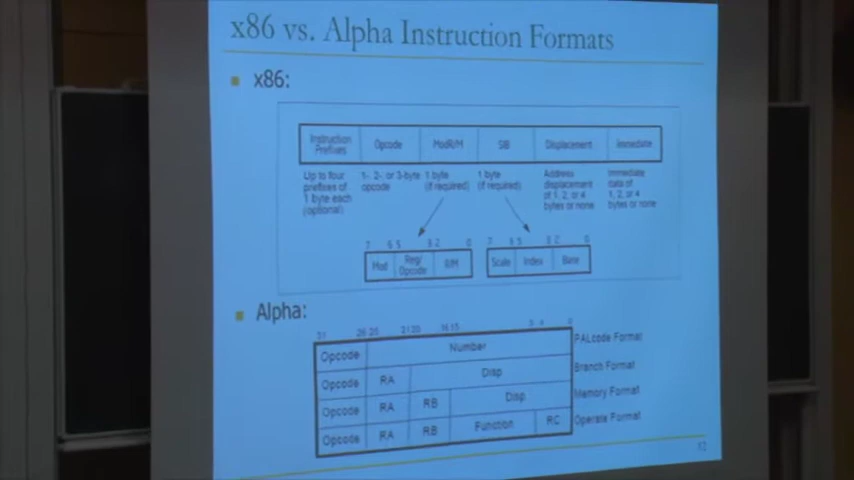 x86 vs. Alpha Instruction Formats
x86:
Instruction Prefixes Opcode ModR/M SIB Displacement Immediate
Up to four prefixes of 1 byte each (optional)
1-, 2-, or 3-byte opcode
1 byte (if required)
1 byte (if required)
Address displacement of 1, 2, or 4 bytes or none
Immediate data of 1, 2, or 4 bytes or none
7 6 5 3 2 0 7 6 5 3 2 0
Mod Reg/Opcode R/M Scale Index Base
Alpha:
31 26 25 21 20 16 15 5 4 0
Opcode Number PALcode Format
Opcode RA Disp Branch Format
Opcode RA RB Disp Memory Format
Opcode RA RB Function RC Operate Format
12